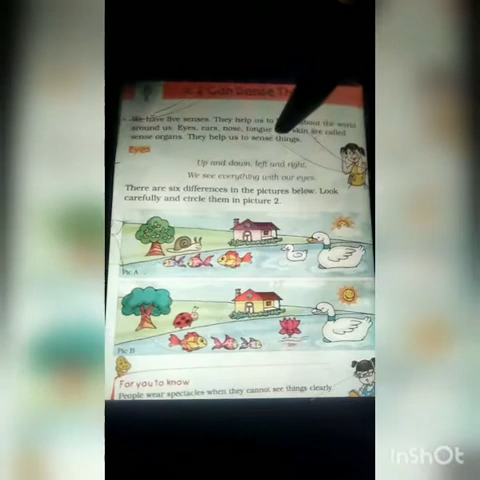 I Can Sense Th
We have five senses. They help us to about the world
around us. Eyes, ears, nose, tongue skin are called
sense organs. They help us to sense things.
Eyes
Up and down, left and right,
We see everything with our eyes.
There are six differences in the pictures below. Look
carefully and circle them in picture 2.
Pic A
Pic B
For you to know
People wear spectacles when they cannot see things clearly.
InShOt